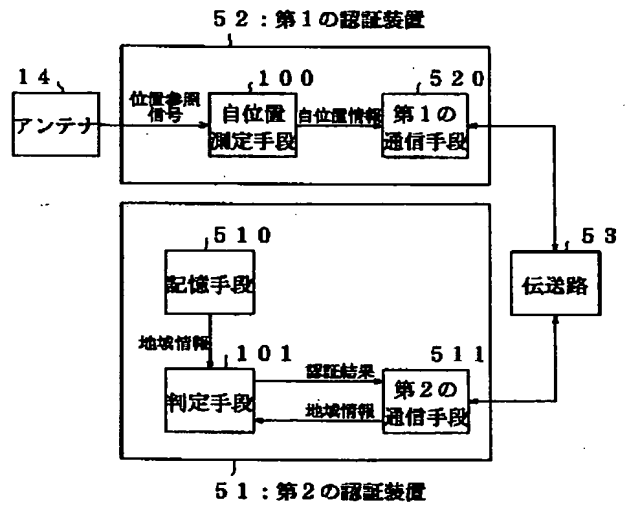 ５２：第１の認証装置
１４
アンテナ
位置参照
信号
１００
自位置
測定手段
自位置情報
５２０
第１の
通信手段
５１０
記憶手段
地域情報
１０１
判定手段
認証結果
地域情報
５１１
第２の
通信手段
５３
伝送路
５１：第２の認証装置